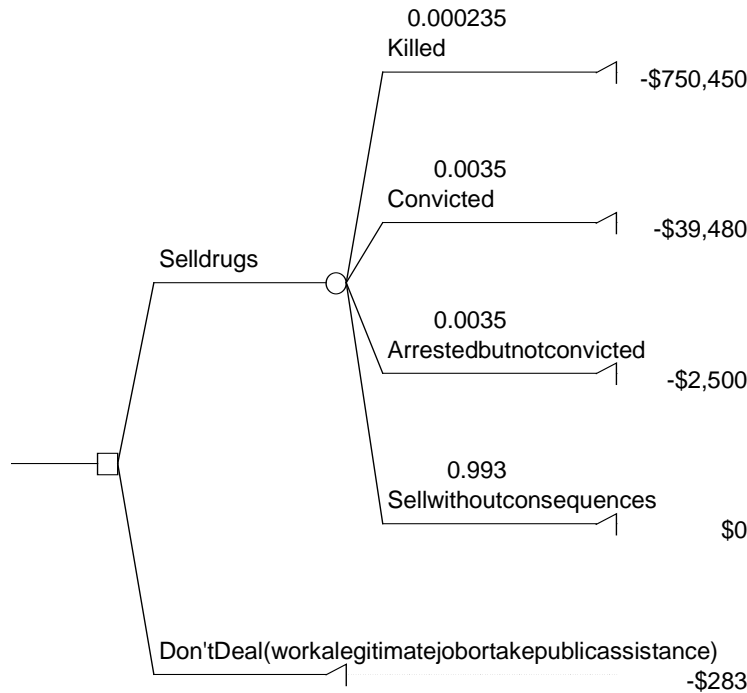 0.000235
Killed
-$750,450
0.0035
Convicted
-$39,480
Selldrugs
0.0035
Arrestedbutnotconvicted
-$2,500
0.993
Sellwithoutconsequences
$0
Don'tDeal(workalegitimatejobortakepublicassistance)
-$283